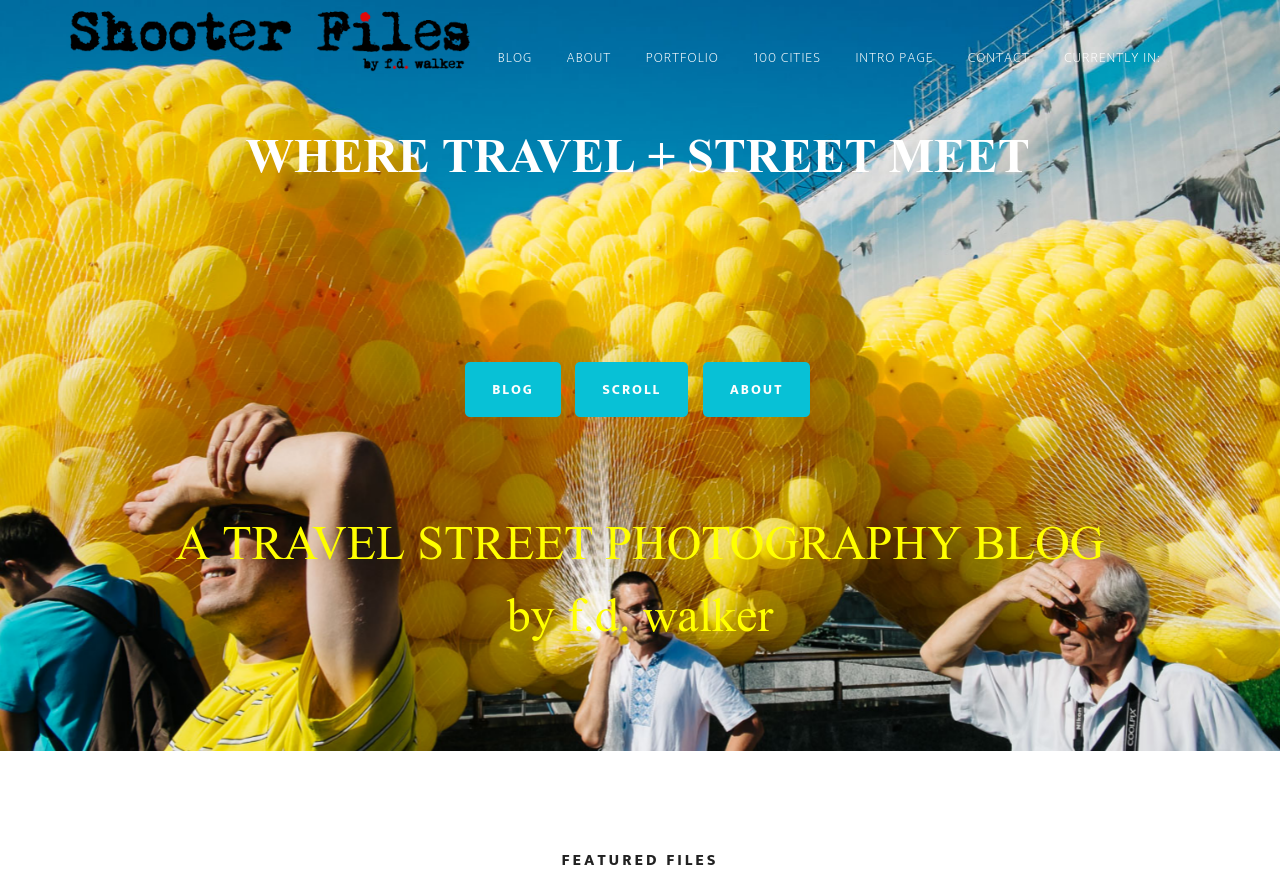 Shooter Files
by f.d. walker
BLOG ABOUT PORTFOLIO 100 CITIES INTRO PAGE CONTACT CURRENTLY IN:
WHERE TRAVEL + STREET MEET
BLOG SCROLL ABOUT
A TRAVEL STREET PHOTOGRAPHY BLOG
by f.d. walker
Nikon
COOLPIX
FEATURED FILES